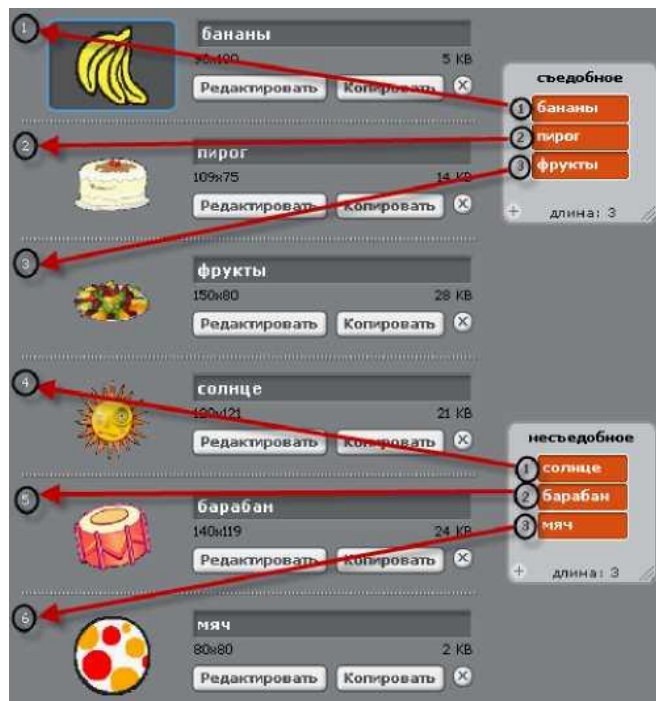 1
бананы
90x100 5 KB
Редактировать Копировать
2
пирог
109x75 14 KB
Редактировать Копировать
3
фрукты
150x80 28 KB
Редактировать Копировать
4
солнце
120x121 21 KB
Редактировать Копировать
5
барабан
140x119 24 KB
Редактировать Копировать
6
мяч
80x80 2 KB
Редактировать Копировать
съедобное
1 бананы
2 пирог
3 фрукты
+ длина: 3
несъедобное
1 солнце
2 барабан
3 мяч
+ длина: 3